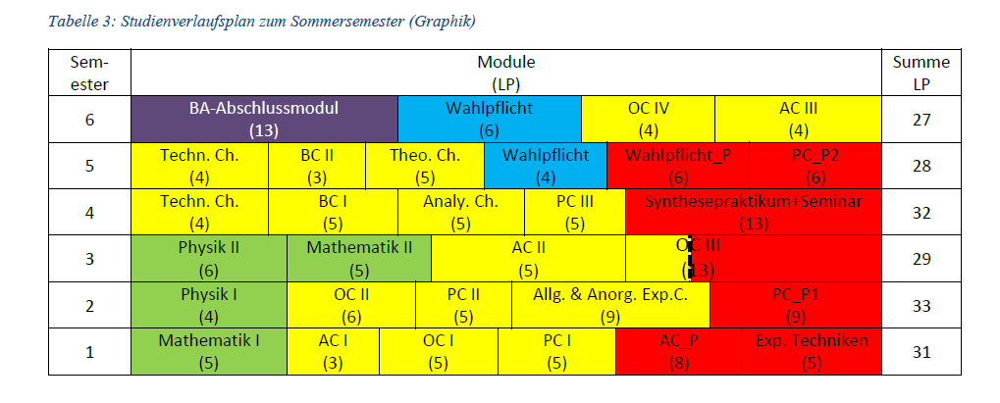 Tabelle 3: Studienverlaufsplan zum Sommersemester (Graphik)
Sem- Module Summe
ester (LP) LP
6 BA-Abschlussmodul Wahlpflicht OC IV AC III 27
(13) (6) (4) (4)
5 Techn. Ch. BC II Theo. Ch. Wahlpflicht Wahlpflicht_P PC_P2 28
(4) (3) (5) (4) (6) (6)
4 Techn. Ch. BC I Analy. Ch. PC III Synthesepraktikum+Seminar 32
(4) (5) (5) (5) (13)
3 Physik II Mathematik II AC II OC III 29
(6) (5) (5) (13)
2 Physik I OC II PC II Allg. & Anorg. Exp.C. PC_P1 33
(4) (6) (5) (9) (9)
1 Mathematik I AC I OC I PC I AC_P Exp. Techniken 31
(5) (3) (5) (5) (8) (5)